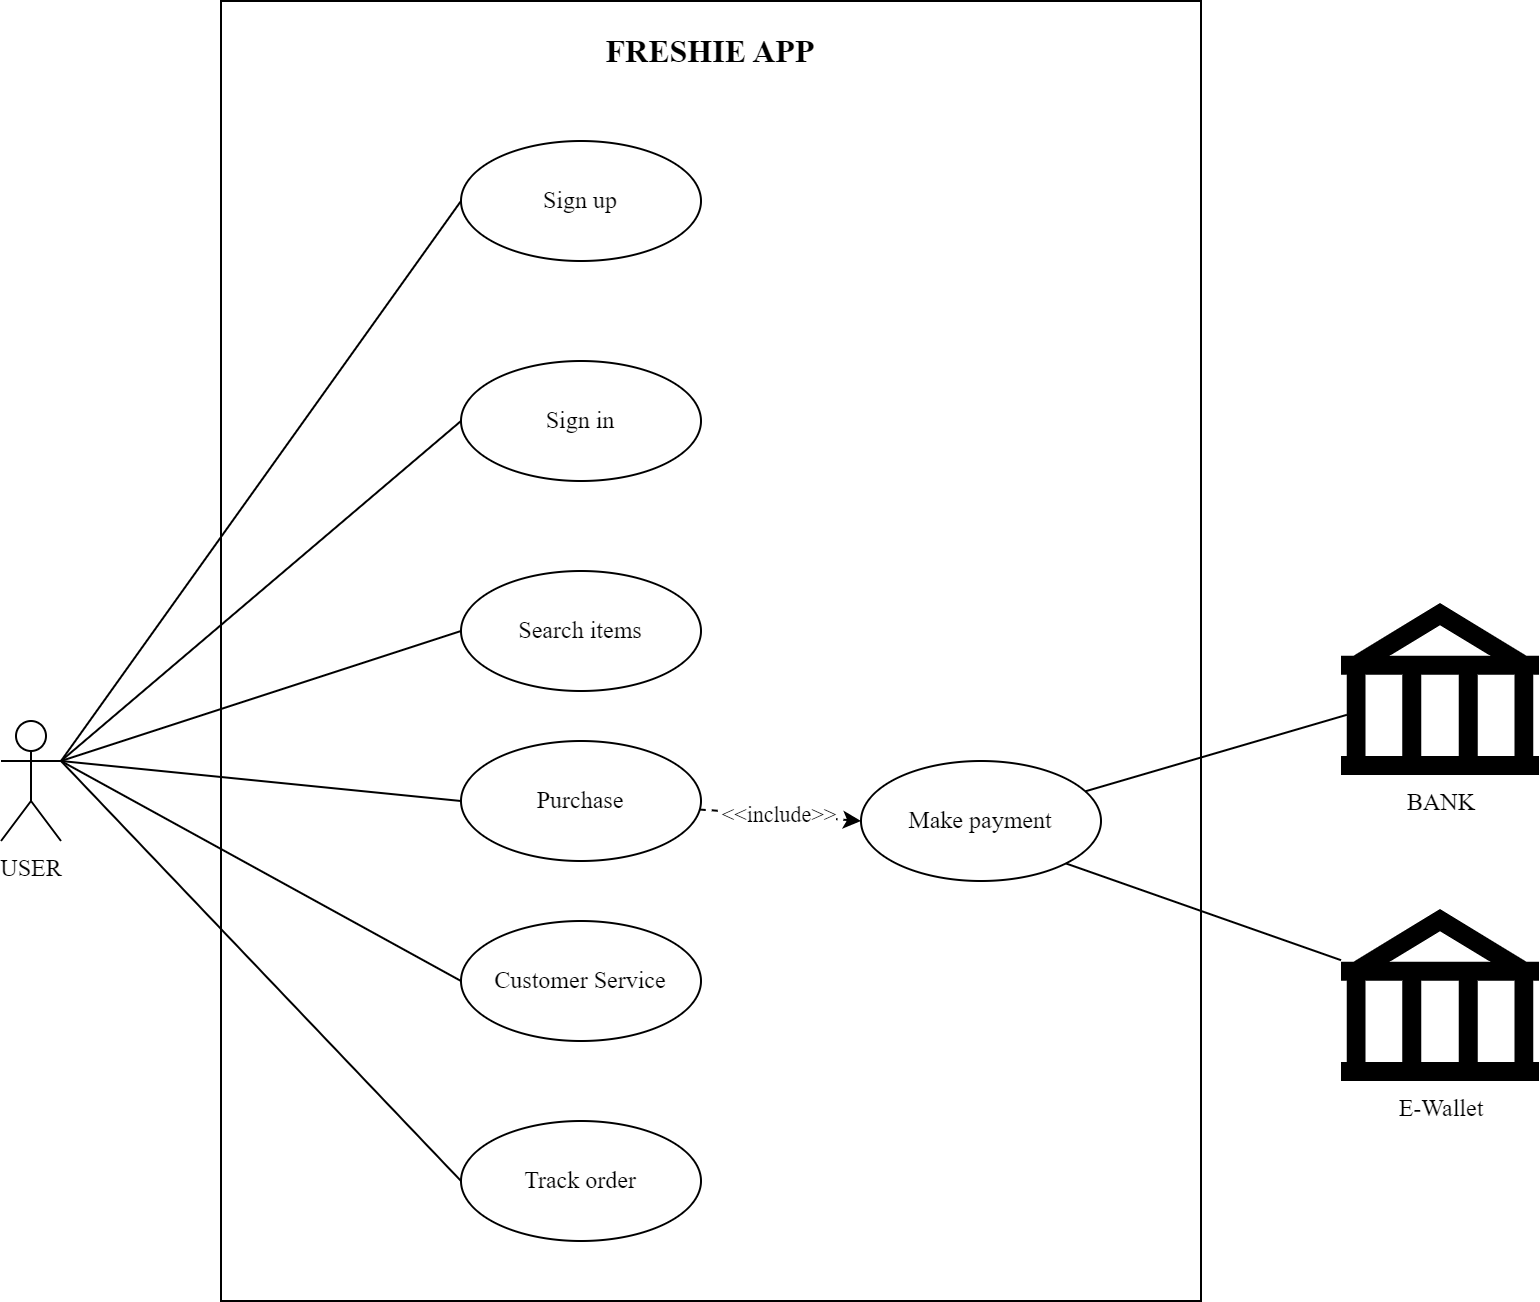 FRESHIE APP
Sign up
Sign in
Search items
Purchase
<<include>>
Make payment
BANK
USER
Customer Service
E-Wallet
Track order